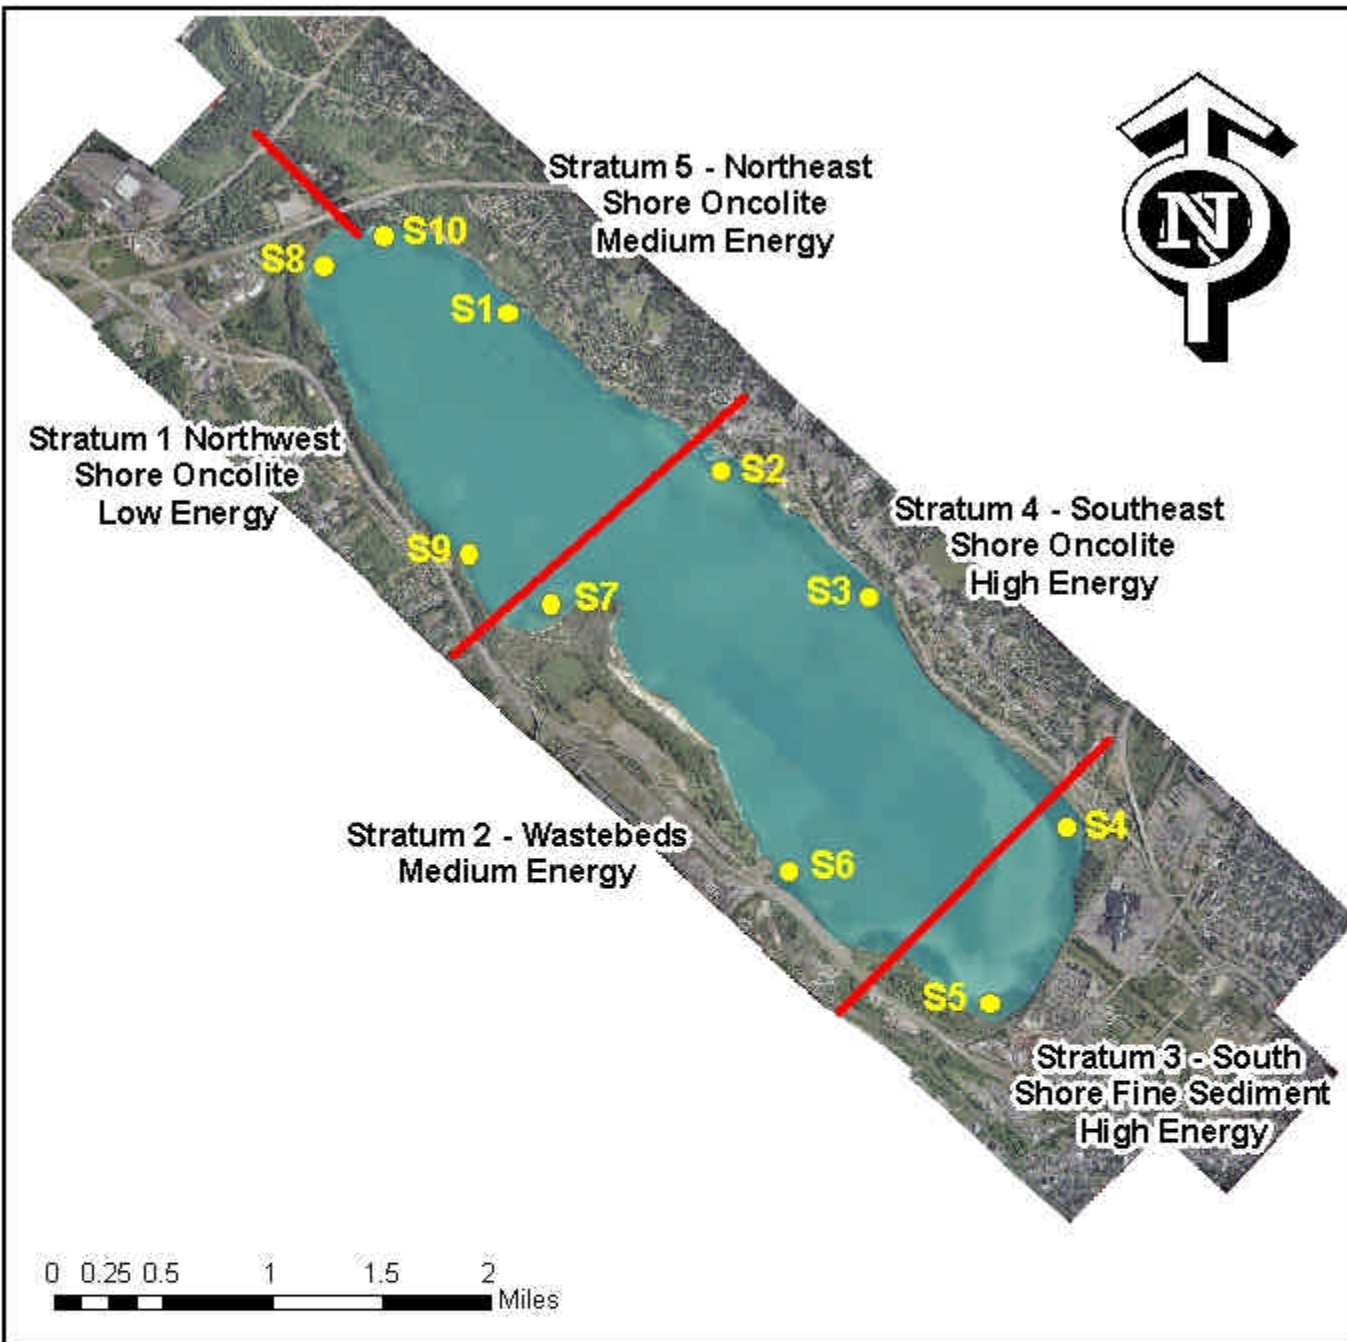 Stratum 5 - Northeast
Shore Oncolite
Medium Energy
N
S10
S8
S1
Stratum 1 Northwest
Shore Oncolite
Low Energy
S2
Stratum 4 - Southeast
Shore Oncolite
High Energy
S9
S7
S3
Stratum 2 - Wastebeds
Medium Energy
S4
S6
S5
Stratum 3 - South
Shore Fine Sediment
High Energy
0 0.25 0.5 1 1.5 2
Miles